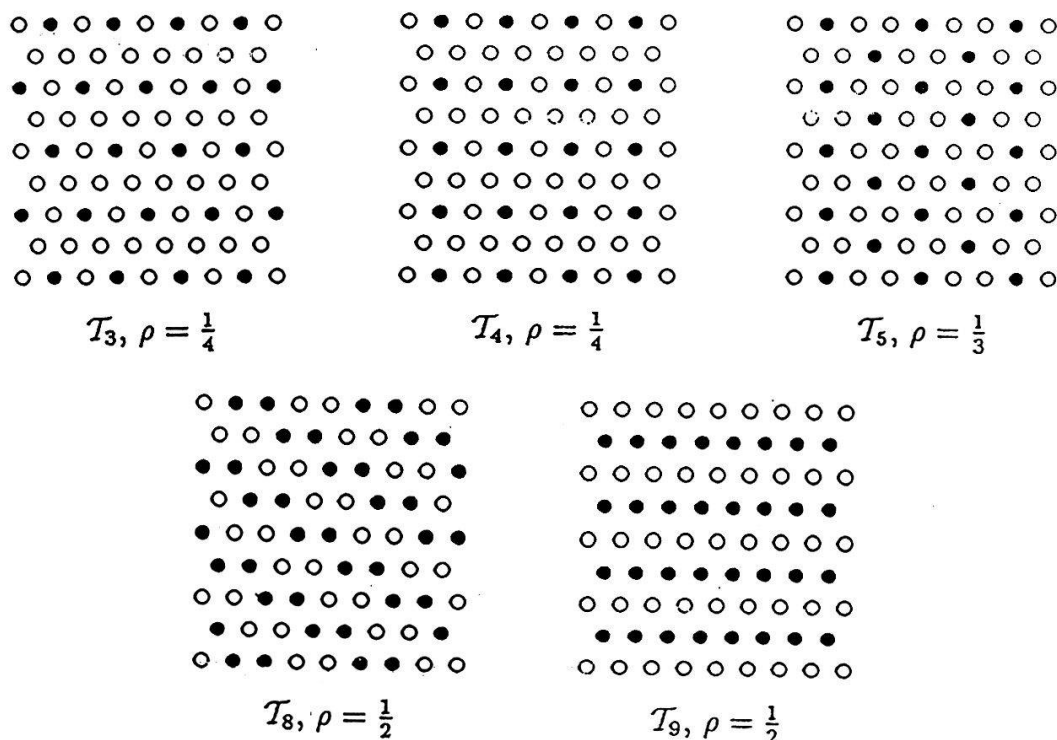 𝒯₃, ρ = 1/4
𝒯₄, ρ = 1/4
𝒯₅, ρ = 1/3
𝒯₈, ρ = 1/2
𝒯₉, ρ = 1/2